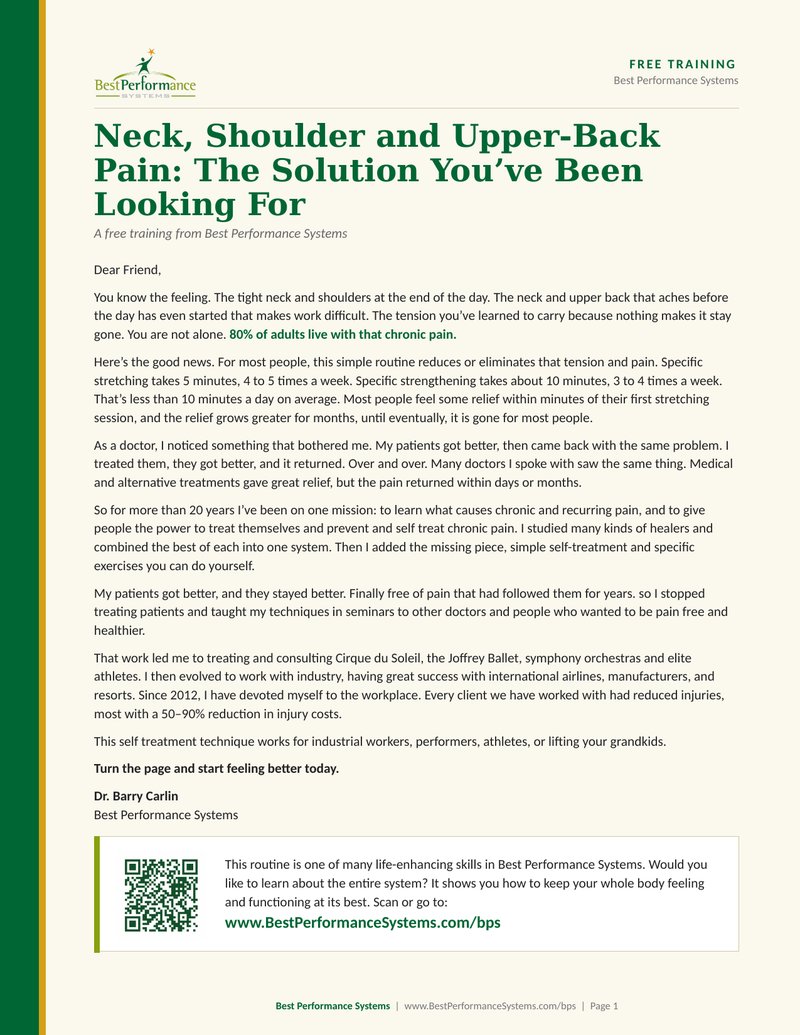 BestPerformance
SYSTEMS
FREE TRAINING
Best Performance Systems
Neck, Shoulder and Upper-Back
Pain: The Solution You’ve Been
Looking For
A free training from Best Performance Systems
Dear Friend,
You know the feeling. The tight neck and shoulders at the end of the day. The neck and upper back that aches before
the day has even started that makes work difficult. The tension you’ve learned to carry because nothing makes it stay
gone. You are not alone. 80% of adults live with that chronic pain.
Here’s the good news. For most people, this simple routine reduces or eliminates that tension and pain. Specific
stretching takes 5 minutes, 4 to 5 times a week. Specific strengthening takes about 10 minutes, 3 to 4 times a week.
That’s less than 10 minutes a day on average. Most people feel some relief within minutes of their first stretching
session, and the relief grows greater for months, until eventually, it is gone for most people.
As a doctor, I noticed something that bothered me. My patients got better, then came back with the same problem. I
treated them, they got better, and it returned. Over and over. Many doctors I spoke with saw the same thing. Medical
and alternative treatments gave great relief, but the pain returned within days or months.
So for more than 20 years I’ve been on one mission: to learn what causes chronic and recurring pain, and to give
people the power to treat themselves and prevent and self treat chronic pain. I studied many kinds of healers and
combined the best of each into one system. Then I added the missing piece, simple self-treatment and specific
exercises you can do yourself.
My patients got better, and they stayed better. Finally free of pain that had followed them for years. so I stopped
treating patients and taught my techniques in seminars to other doctors and people who wanted to be pain free and
healthier.
That work led me to treating and consulting Cirque du Soleil, the Joffrey Ballet, symphony orchestras and elite
athletes. I then evolved to work with industry, having great success with international airlines, manufacturers, and
resorts. Since 2012, I have devoted myself to the workplace. Every client we have worked with had reduced injuries,
most with a 50–90% reduction in injury costs.
This self treatment technique works for industrial workers, performers, athletes, or lifting your grandkids.
Turn the page and start feeling better today.
Dr. Barry Carlin
Best Performance Systems
This routine is one of many life-enhancing skills in Best Performance Systems. Would you
like to learn about the entire system? It shows you how to keep your whole body feeling
and functioning at its best. Scan or go to:
www.BestPerformanceSystems.com/bps
Best Performance Systems | www.BestPerformanceSystems.com/bps | Page 1